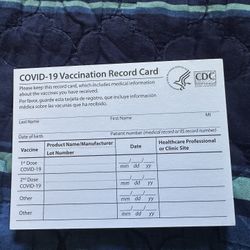 COVID-19 Vaccination Record Card
Please keep this record card, which includes medical information
about the vaccines you have received.
Por favor, guarde esta tarjeta de registro, que incluye información
médica sobre las vacunas que ha recibido.
CDC
Last Name First Name MI
Date of birth Patient number (medical record or IIS record number)
Vaccine Product Name/Manufacturer Date Healthcare Professional
Lot Number or Clinic Site
1st Dose
COVID-19
mm dd yy
2nd Dose
COVID-19
mm dd yy
Other
mm dd yy
Other
mm dd yy